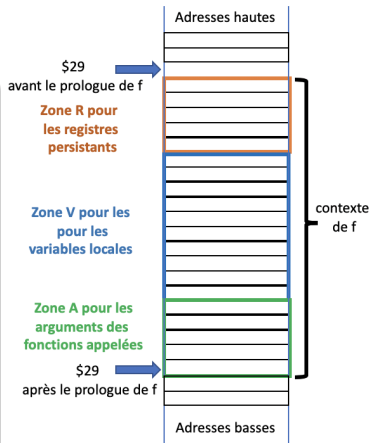 Adresses hautes
$29
avant le prologue de f
Zone R pour
les registres
persistants
Zone V pour les
pour les
variables locales
contexte
de f
Zone A pour les
arguments des
fonctions appelées
$29
après le prologue de f
Adresses basses